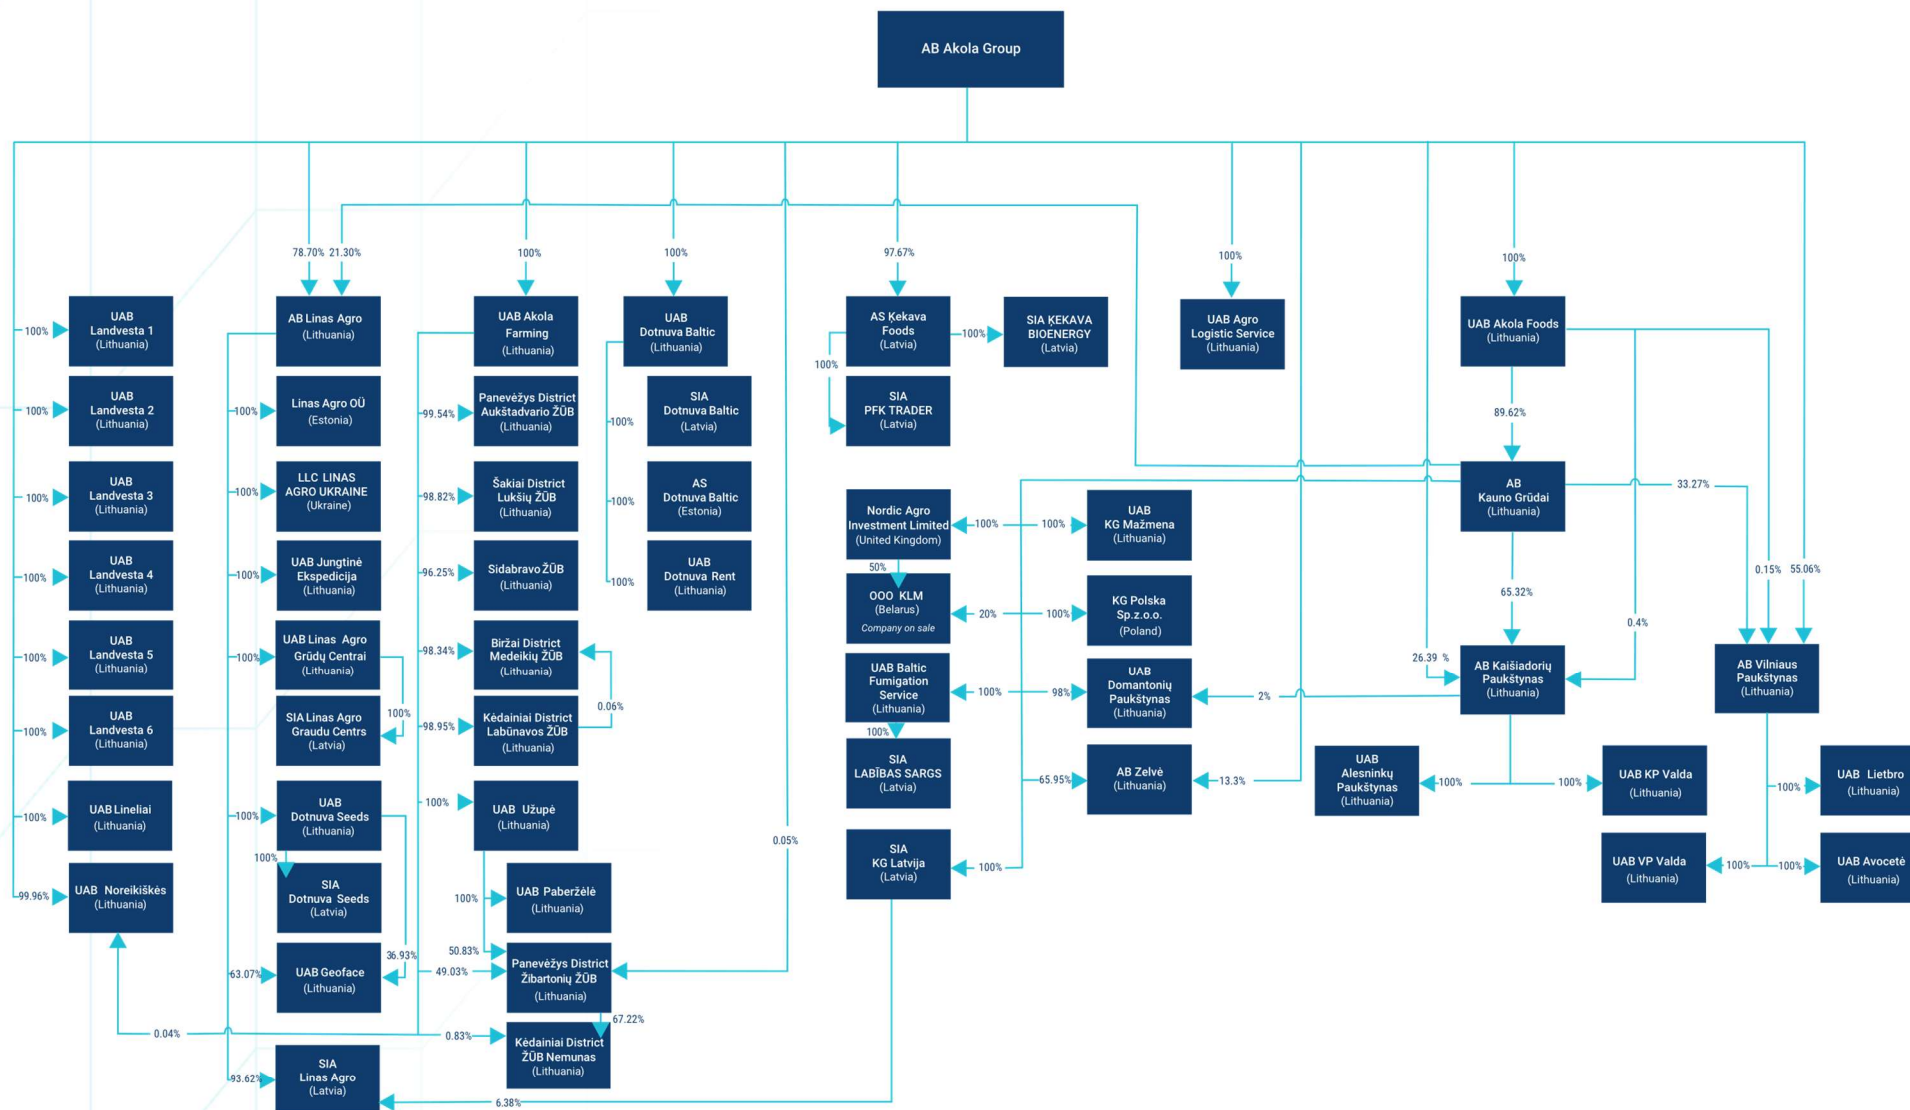 AB Akola Group
78.70%
21.30%
100%
100%
97.67%
100%
100%
UAB
Landvesta 1
(Lithuania)
100%
UAB
Landvesta 2
(Lithuania)
100%
UAB
Landvesta 3
(Lithuania)
100%
UAB
Landvesta 4
(Lithuania)
100%
UAB
Landvesta 5
(Lithuania)
100%
UAB
Landvesta 6
(Lithuania)
100%
UAB Lineliai
(Lithuania)
100%
UAB Noreikiškės
(Lithuania)
99.96%
0.04%
AB Linas Agro
(Lithuania)
100%
Linas Agro OÜ
(Estonia)
100%
LLC LINAS
AGRO UKRAINE
(Ukraine)
100%
UAB Jungtinė
Ekspedicija
(Lithuania)
100%
UAB Linas Agro
Grūdų Centrai
(Lithuania)
100%
SIA Linas Agro
Graudu Centrs
(Latvia)
100%
UAB
Dotnuva Seeds
(Lithuania)
100%
SIA
Dotnuva Seeds
(Latvia)
36.93%
63.07%
UAB Geoface
(Lithuania)
93.62%
SIA
Linas Agro
(Latvia)
6.38%
UAB Akola
Farming
(Lithuania)
99.54%
Panevėžys District
Aukštadvario ŽŪB
(Lithuania)
98.82%
Šakiai District
Lukšių ŽŪB
(Lithuania)
96.25%
Sidabravo ŽŪB
(Lithuania)
98.34%
Biržai District
Medeikių ŽŪB
(Lithuania)
0.06%
98.95%
Kėdainiai District
Labūnavos ŽŪB
(Lithuania)
100%
UAB Užupė
(Lithuania)
100%
UAB Paberžėlė
(Lithuania)
50.83%
49.03%
Panevėžys District
Žibartonių ŽŪB
(Lithuania)
0.05%
67.22%
0.83%
Kėdainiai District
ŽŪB Nemunas
(Lithuania)
UAB
Dotnuva Baltic
(Lithuania)
100%
SIA
Dotnuva Baltic
(Latvia)
100%
AS
Dotnuva Baltic
(Estonia)
100%
UAB
Dotnuva Rent
(Lithuania)
AS Ķekava
Foods
(Latvia)
100%
SIA ĶEKAVA
BIOENERGY
(Latvia)
100%
SIA
PFK TRADER
(Latvia)
UAB Agro
Logistic Service
(Lithuania)
UAB Akola Foods
(Lithuania)
89.62%
AB
Kauno Grūdai
(Lithuania)
33.27%
Nordic Agro
Investment Limited
(United Kingdom)
100%
100%
UAB
KG Mažmena
(Lithuania)
50%
OOO KLM
(Belarus)
Company on sale
20%
100%
KG Polska
Sp.z.o.o.
(Poland)
UAB Baltic
Fumigation
Service
(Lithuania)
100%
98%
UAB
Domantonių
Paukštynas
(Lithuania)
2%
100%
SIA
LABĪBAS SARGS
(Latvia)
65.95%
AB Zelvė
(Lithuania)
13.3%
SIA
KG Latvija
(Latvia)
100%
65.32%
26.39 %
0.4%
0.15%
55.06%
AB Kaišiadorių
Paukštynas
(Lithuania)
AB Vilniaus
Paukštynas
(Lithuania)
UAB
Alesninkų
Paukštynas
(Lithuania)
100%
100%
UAB KP Valda
(Lithuania)
100%
UAB Lietbro
(Lithuania)
UAB VP Valda
(Lithuania)
100%
100%
UAB Avocetė
(Lithuania)